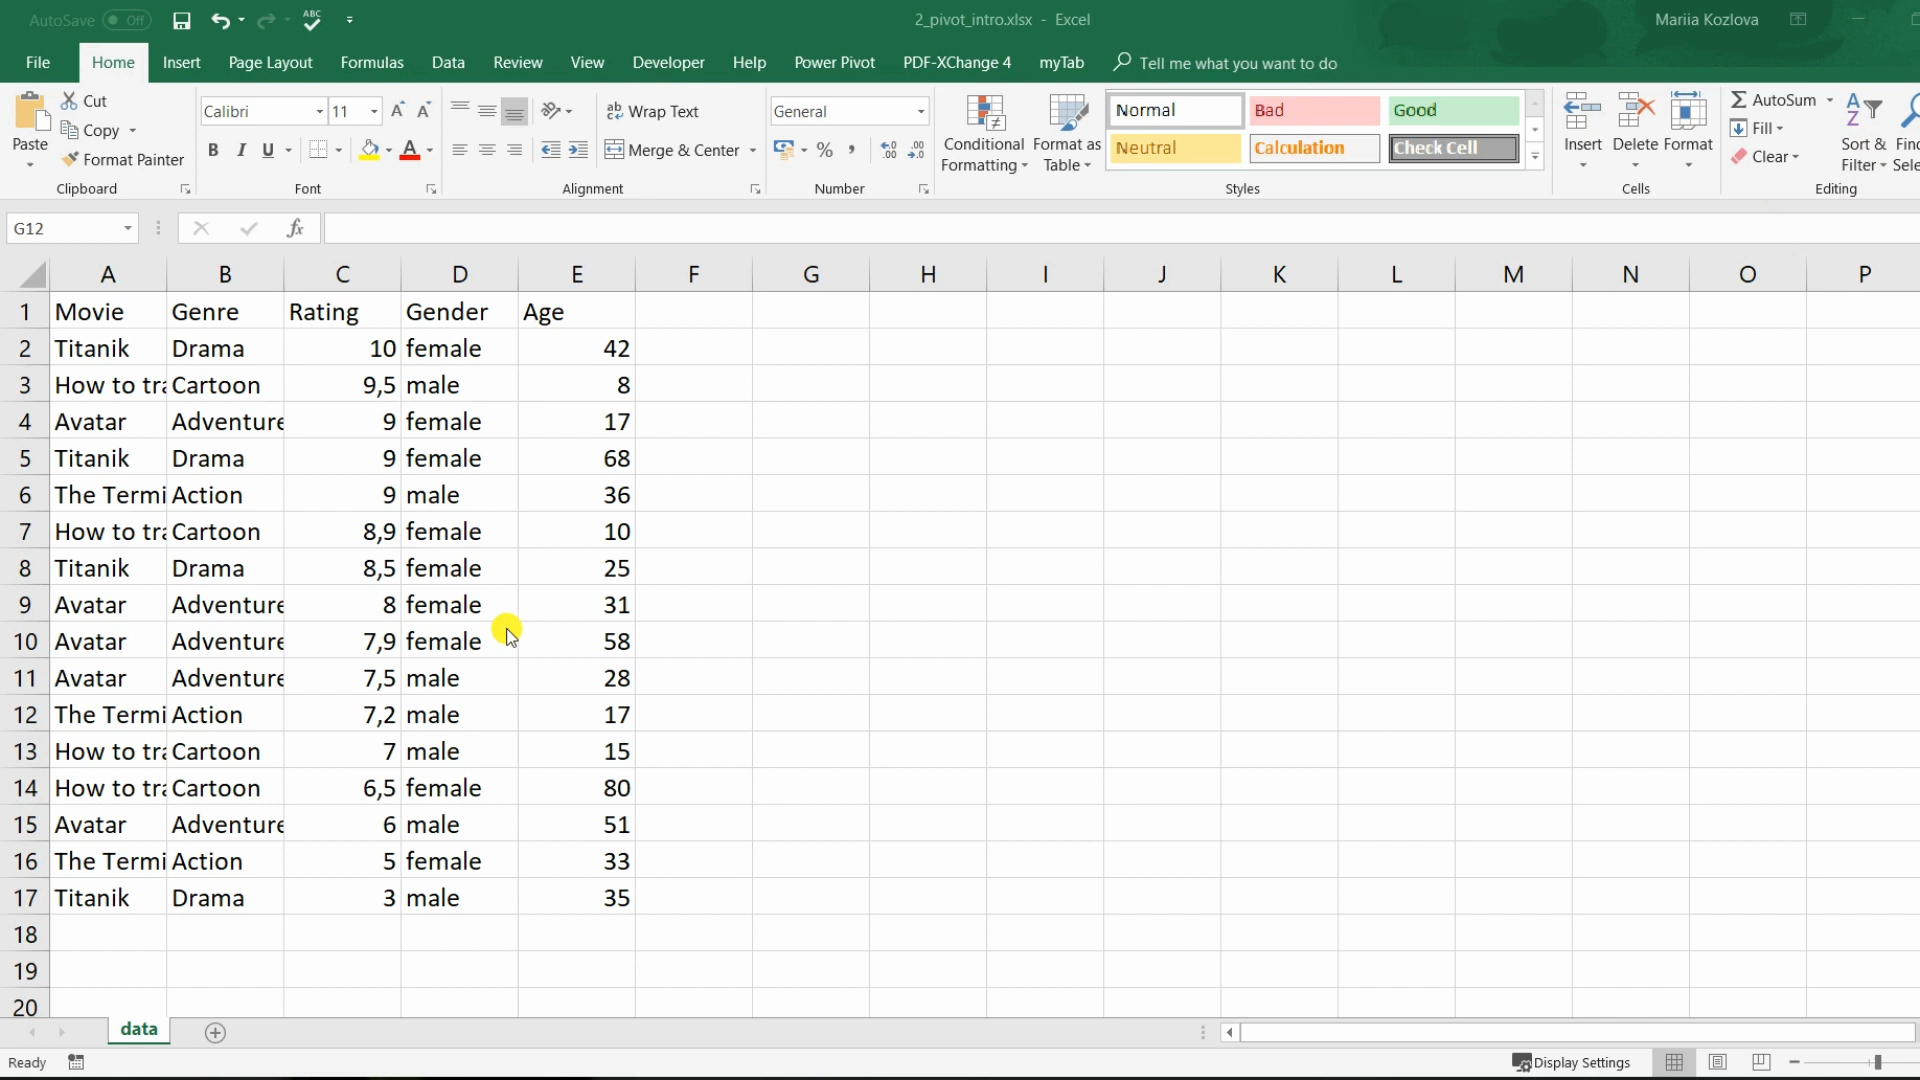 AutoSave Off 2_pivot_intro.xlsx - Excel Mariia Kozlova
File Home Insert Page Layout Formulas Data Review View Developer Help Power Pivot PDF-XChange 4 myTab Tell me what you want to do
Paste
Cut
Copy
Format Painter
Clipboard
Calibri 11
B I U
Font
Wrap Text
Merge & Center
Alignment
General
%
Number
Conditional Formatting
Format as Table
Normal Bad Good
Neutral Calculation Check Cell
Styles
Insert Delete Format
Cells
AutoSum
Fill
Clear
Sort &
Filter
Editing
G12 fx
A B C D E F G H I J K L M N O P
1 Movie Genre Rating Gender Age
2 Titanik Drama 10 female 42
3 How to tra Cartoon 9,5 male 8
4 Avatar Adventure 9 female 17
5 Titanik Drama 9 female 68
6 The Termi Action 9 male 36
7 How to tra Cartoon 8,9 female 10
8 Titanik Drama 8,5 female 25
9 Avatar Adventure 8 female 31
10 Avatar Adventure 7,9 female 58
11 Avatar Adventure 7,5 male 28
12 The Termi Action 7,2 male 17
13 How to tra Cartoon 7 male 15
14 How to tra Cartoon 6,5 female 80
15 Avatar Adventure 6 male 51
16 The Termi Action 5 female 33
17 Titanik Drama 3 male 35
18
19
20
data
Ready Display Settings